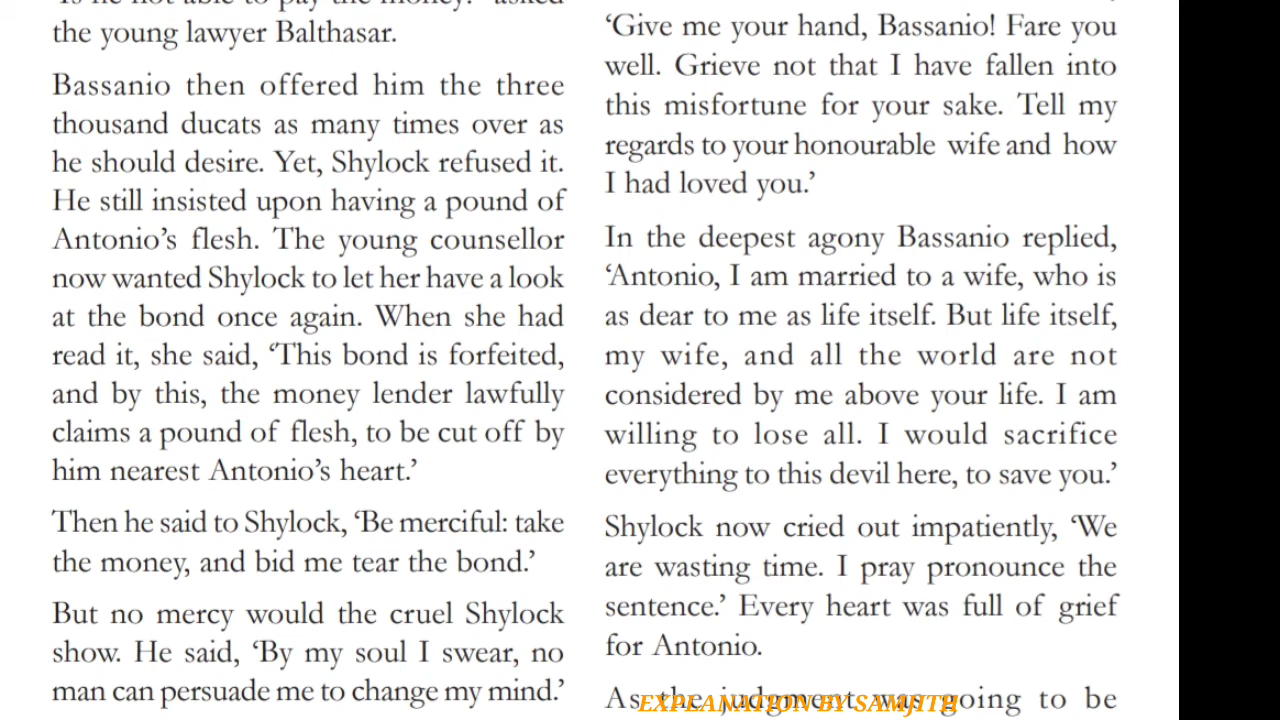 the young lawyer Balthasar.
Bassanio then offered him the three
thousand ducats as many times over as
he should desire. Yet, Shylock refused it.
He still insisted upon having a pound of
Antonio’s flesh. The young counsellor
now wanted Shylock to let her have a look
at the bond once again. When she had
read it, she said, ‘This bond is forfeited,
and by this, the money lender lawfully
claims a pound of flesh, to be cut off by
him nearest Antonio’s heart.’
Then he said to Shylock, ‘Be merciful: take
the money, and bid me tear the bond.’
But no mercy would the cruel Shylock
show. He said, ‘By my soul I swear, no
man can persuade me to change my mind.’
‘Give me your hand, Bassanio! Fare you
well. Grieve not that I have fallen into
this misfortune for your sake. Tell my
regards to your honourable wife and how
I had loved you.’
In the deepest agony Bassanio replied,
‘Antonio, I am married to a wife, who is
as dear to me as life itself. But life itself,
my wife, and all the world are not
considered by me above your life. I am
willing to lose all. I would sacrifice
everything to this devil here, to save you.’
Shylock now cried out impatiently, ‘We
are wasting time. I pray pronounce the
sentence.’ Every heart was full of grief
for Antonio.
As the judgment was going to be
EXPLANATION BY SAMJITH